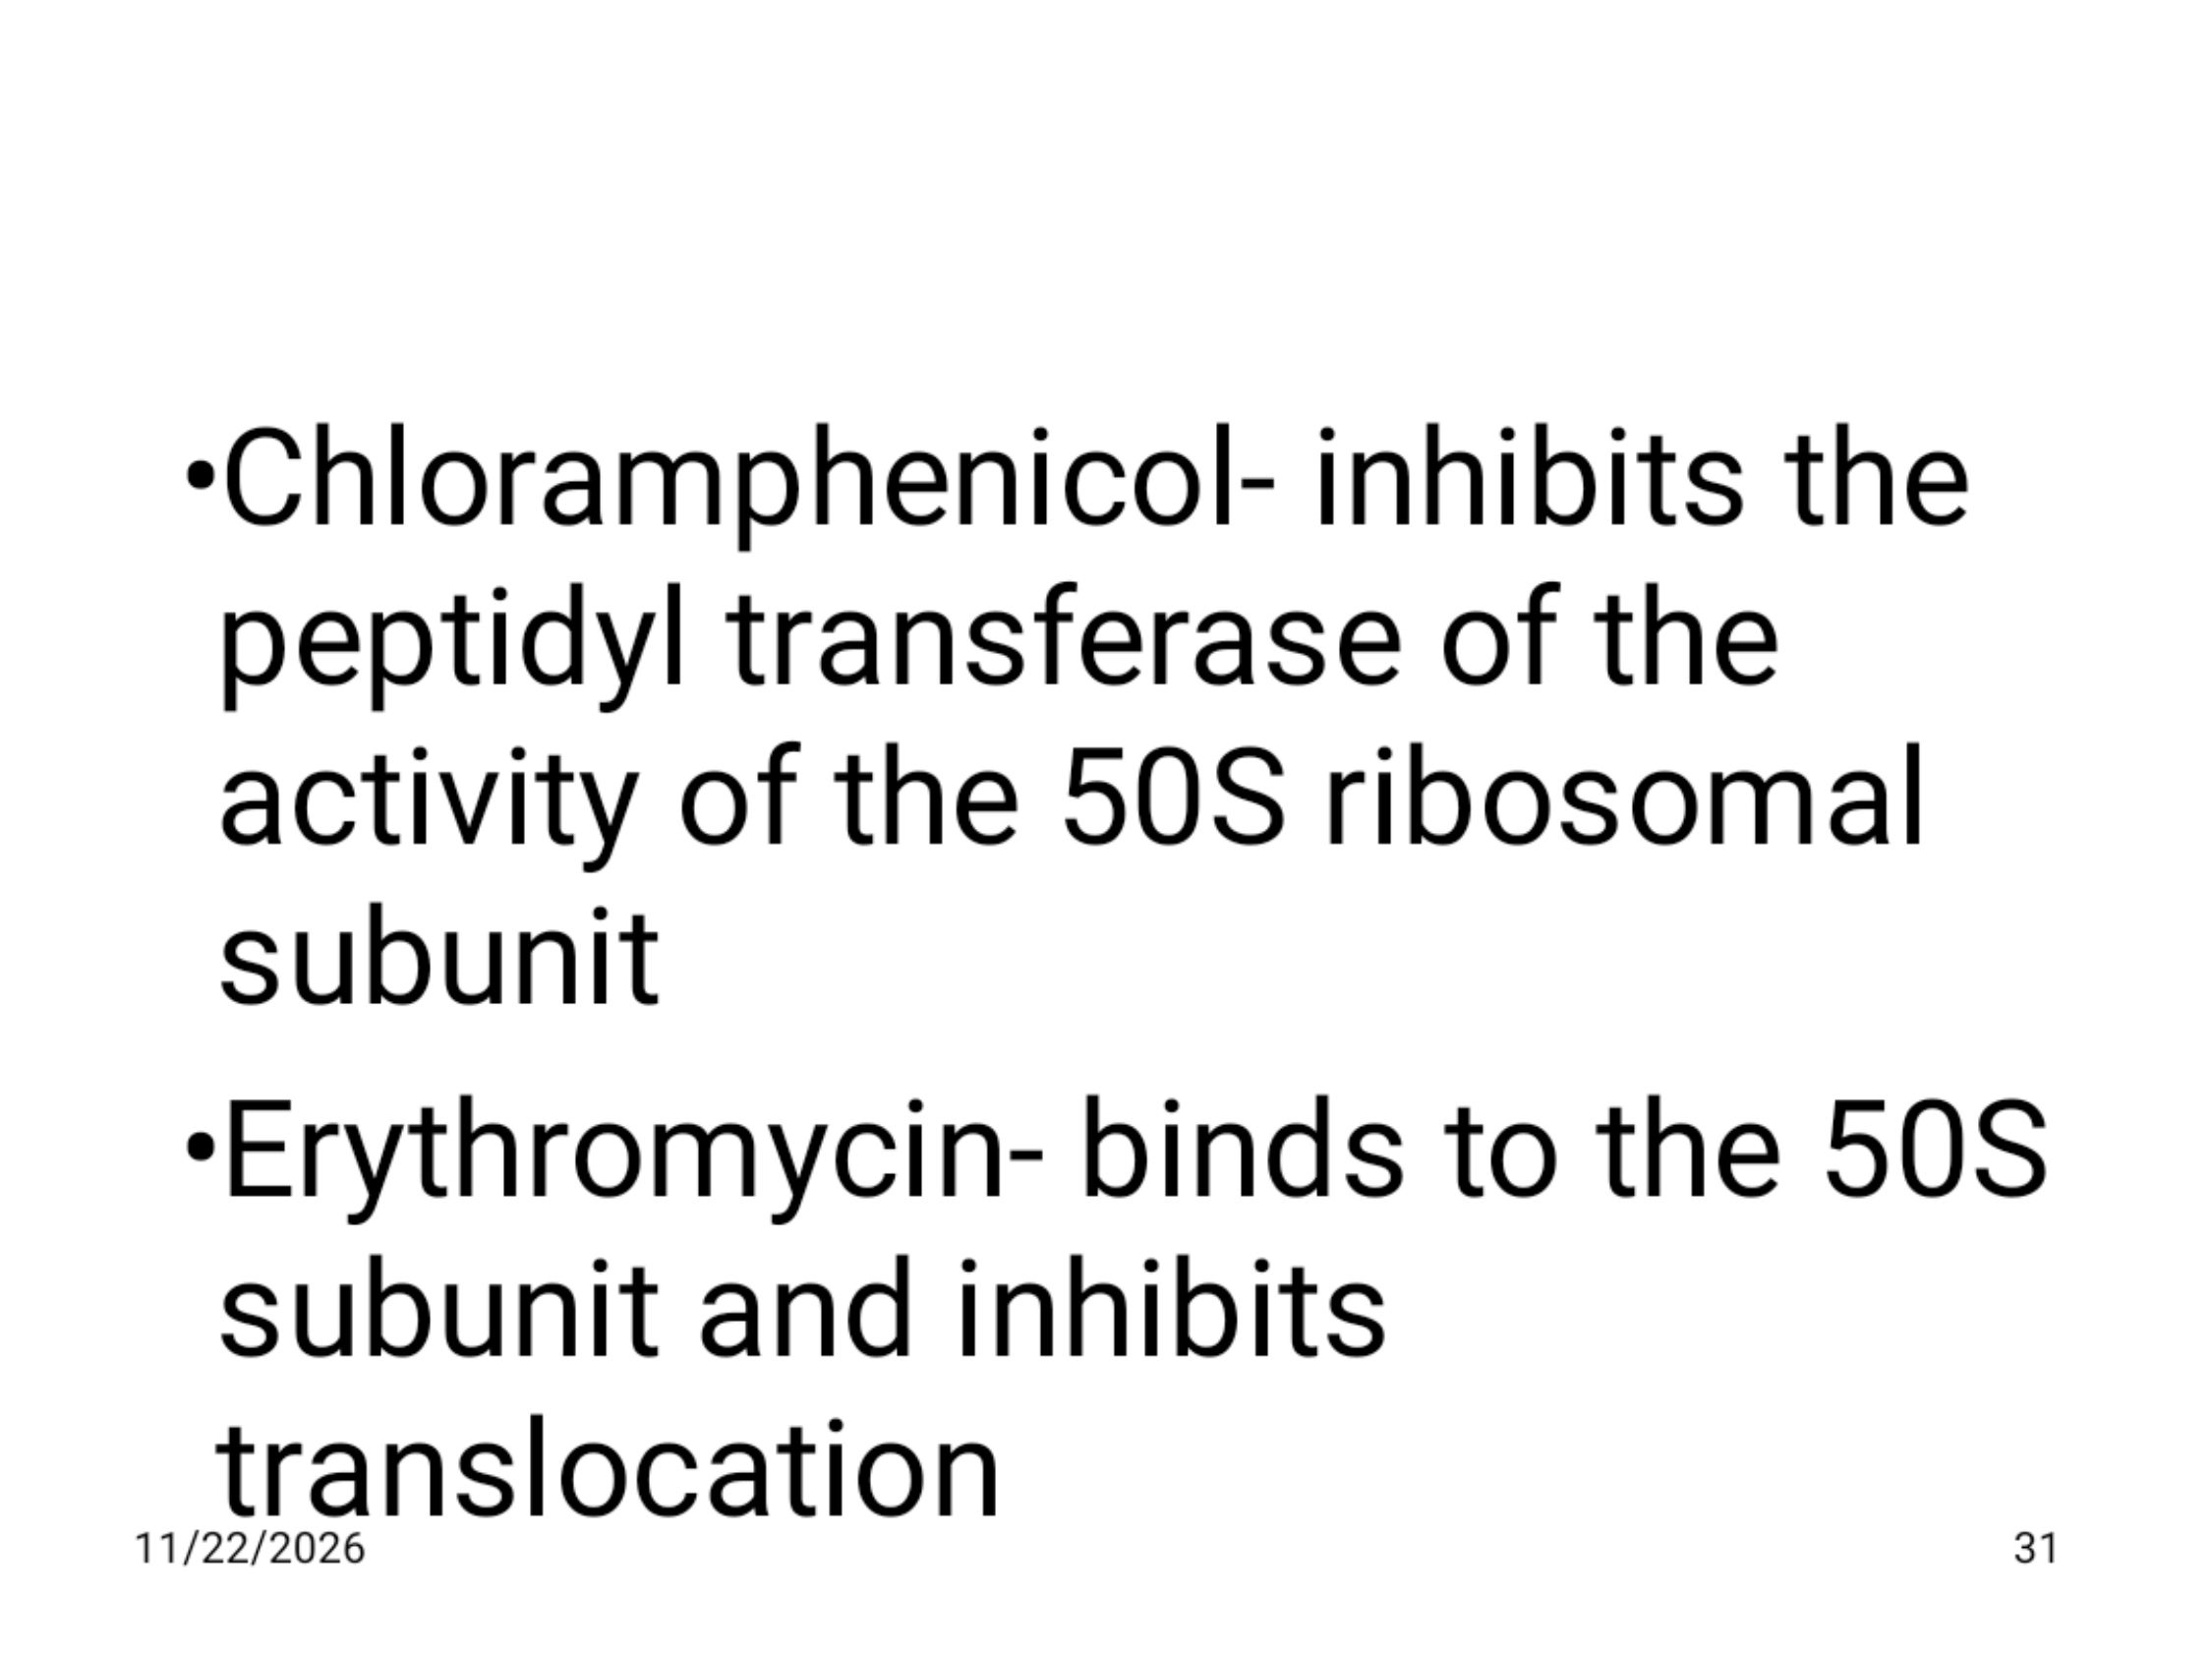 •Chloramphenicol- inhibits the
peptidyl transferase of the
activity of the 50S ribosomal
subunit
•Erythromycin- binds to the 50S
subunit and inhibits
translocation
11/22/2026
31